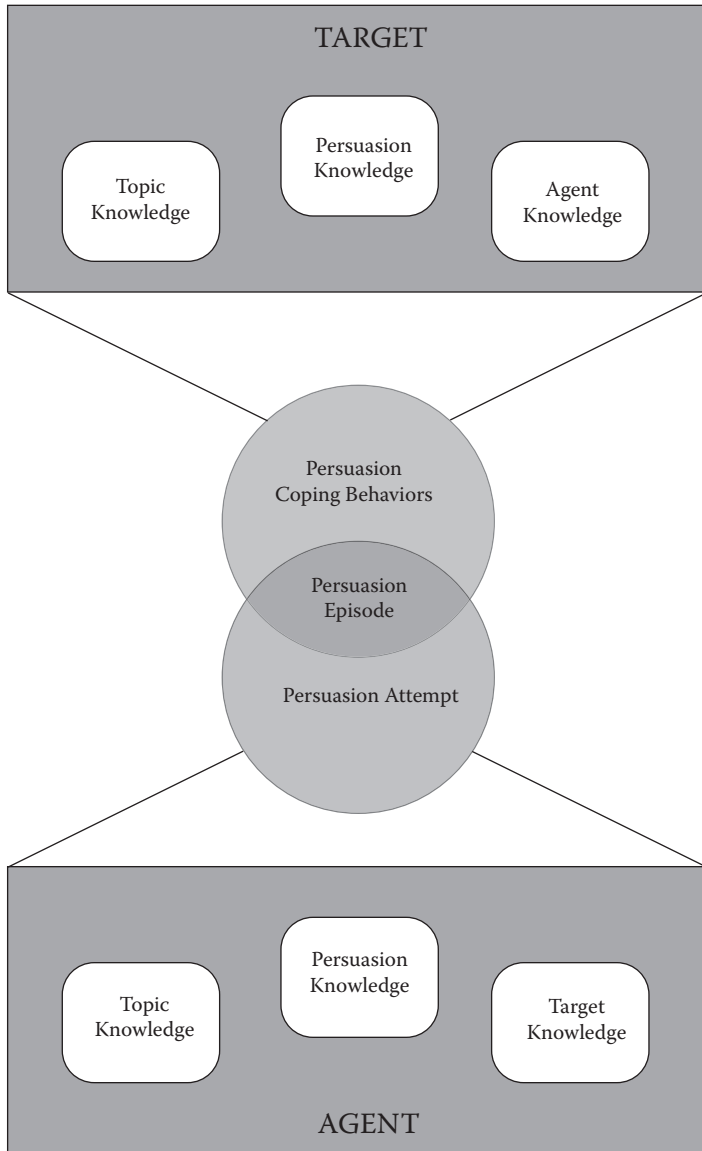 TARGET
Topic
Knowledge
Persuasion
Knowledge
Agent
Knowledge
Persuasion
Coping Behaviors
Persuasion
Episode
Persuasion Attempt
Topic
Knowledge
Persuasion
Knowledge
Target
Knowledge
AGENT